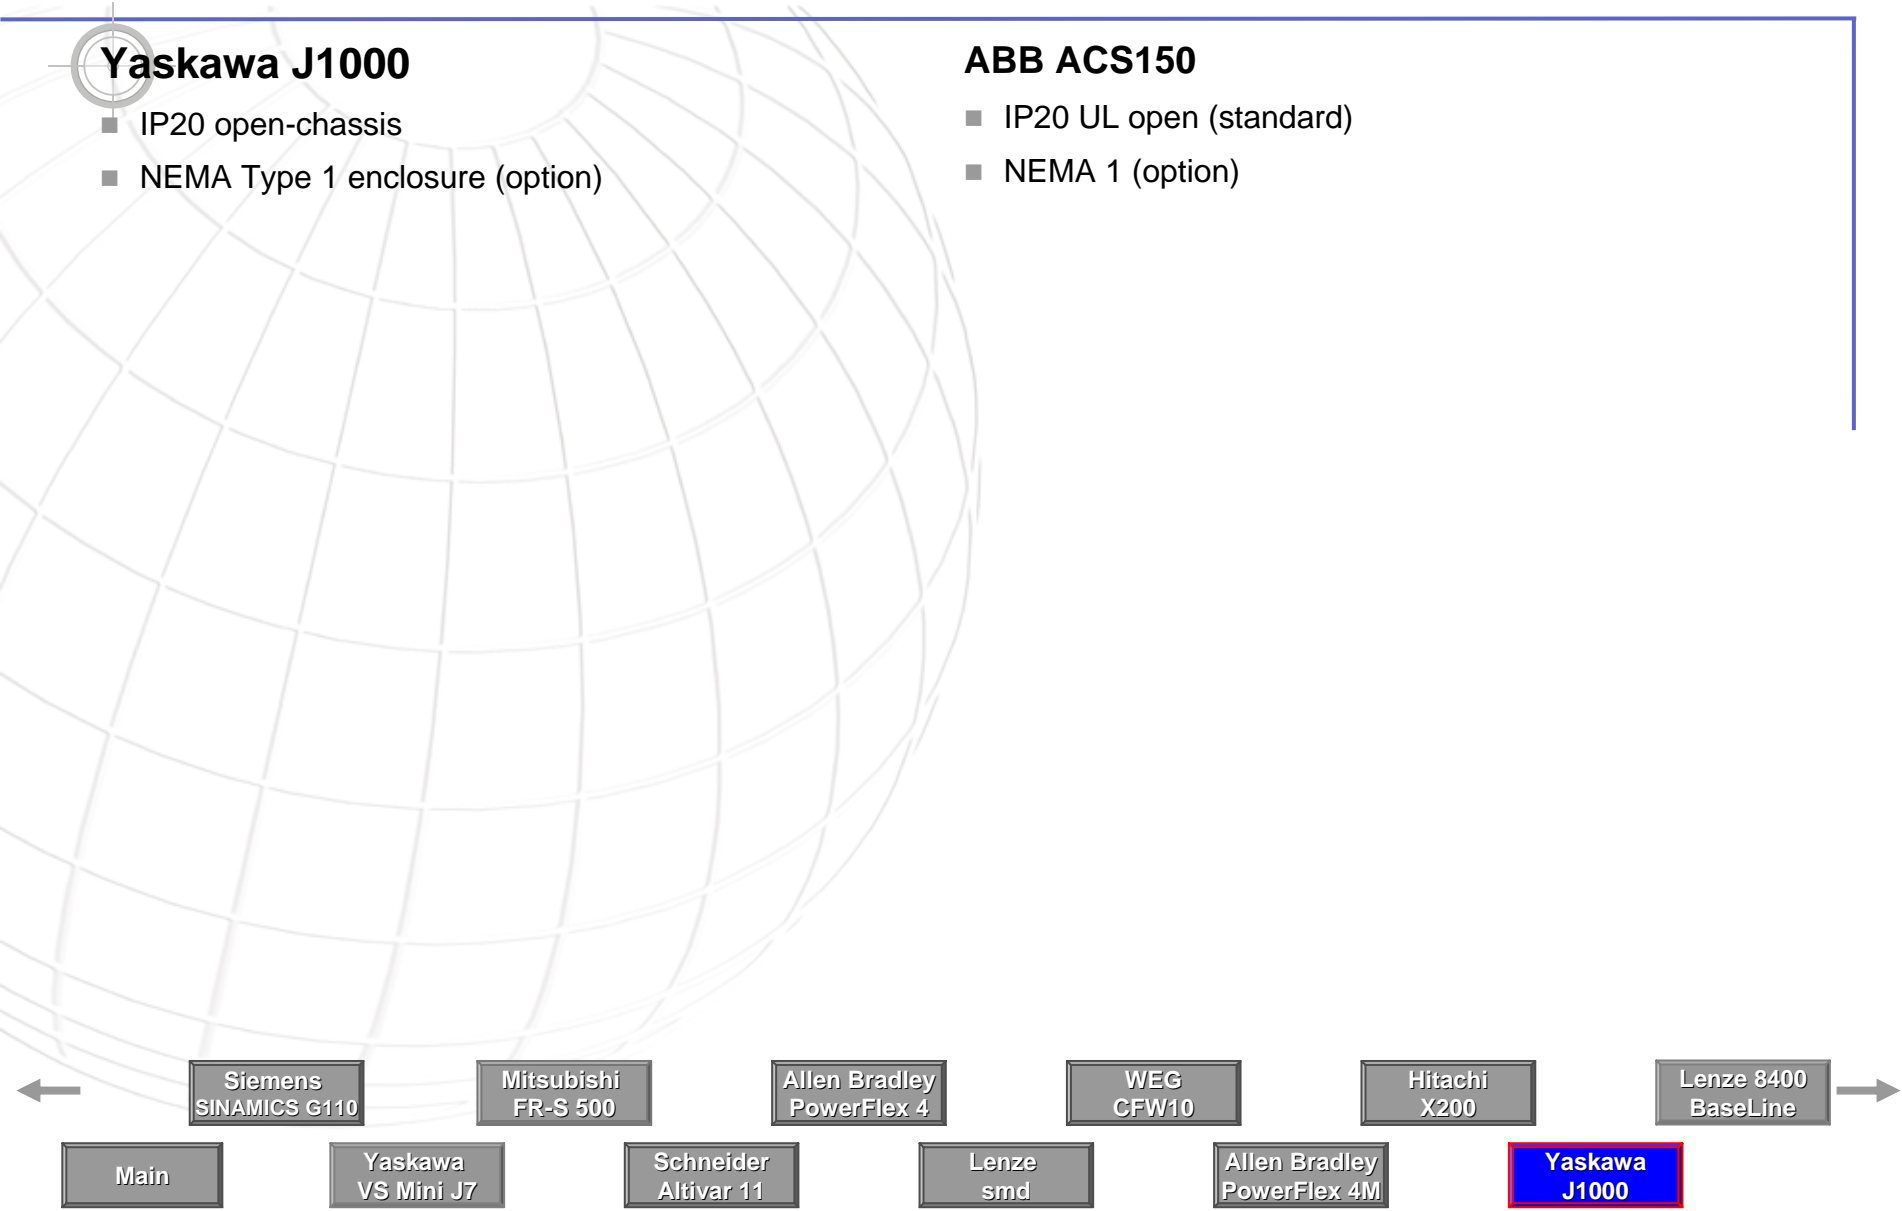 Yaskawa J1000
IP20 open-chassis
NEMA Type 1 enclosure (option)
ABB ACS150
IP20 UL open (standard)
NEMA 1 (option)
Siemens
SINAMICS G110
Mitsubishi
FR-S 500
Allen Bradley
PowerFlex 4
WEG
CFW10
Hitachi
X200
Lenze 8400
BaseLine
Main
Yaskawa
VS Mini J7
Schneider
Altivar 11
Lenze
smd
Allen Bradley
PowerFlex 4M
Yaskawa
J1000